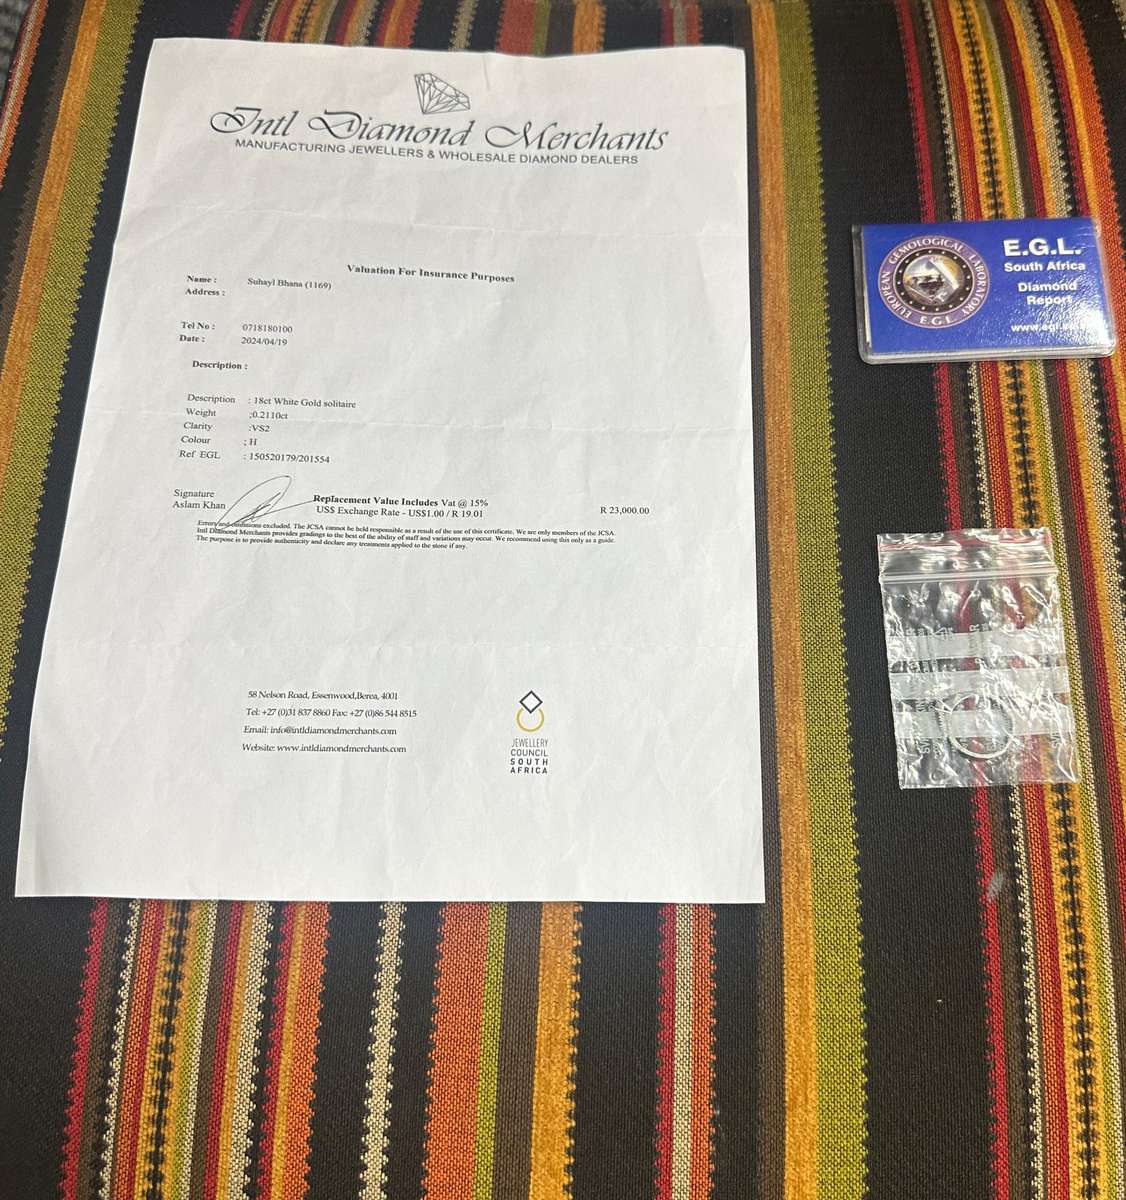 Intl Diamond Merchants
MANUFACTURING JEWELLERS & WHOLESALE DIAMOND DEALERS
Valuation For Insurance Purposes
Name : Suhayl Bhana (1169)
Address :
Tel No : 0718180100
Date : 2024/04/19
Description :
Description : 18ct White Gold solitaire
Weight ;0.2110ct
Clarity :VS2
Colour ; H
Ref EGL : 150520179/201554
Signature
Aslam Khan
Replacement Value Includes Vat @ 15%
US$ Exchange Rate - US$1.00 / R 19.01 R 23,000.00
Errors and omissions excluded. The JCSA cannot be held responsible as a result of the use of this certificate. We are only members of the JCSA.
Intl Diamond Merchants provides gradings to the best of the ability of staff and variations may occur. We recommend using this only as a guide.
The purpose is to provide authenticity and declare any treatments applied to the stone if any.
58 Nelson Road, Essenwood,Berea, 4001
Tel: +27 (0)31 837 8860 Fax: +27 (0)86 544 8515
Email: info@intldiamondmerchants.com
Website: www.intldiamondmerchants.com
JEWELLERY
COUNCIL
SOUTH
AFRICA
EUROPEAN GEMOLOGICAL LABORATORY
E.G.L.
E.G.L.
South Africa
Diamond
Report